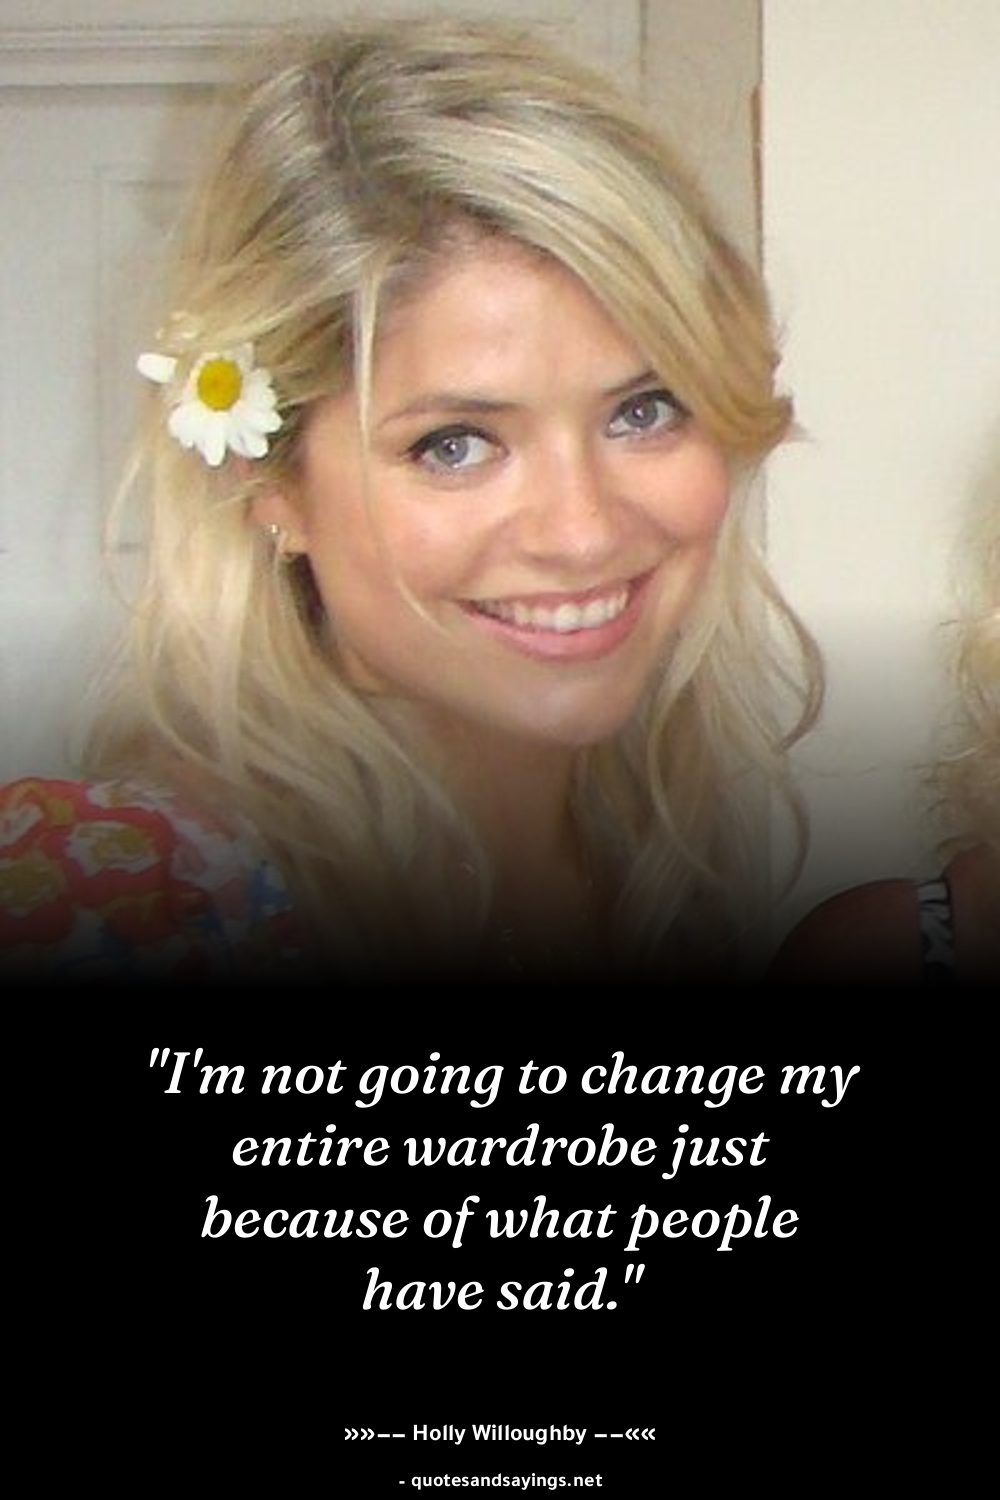 "I'm not going to change my
entire wardrobe just
because of what people
have said."
»»−− Holly Willoughby −−««
- quotesandsayings.net